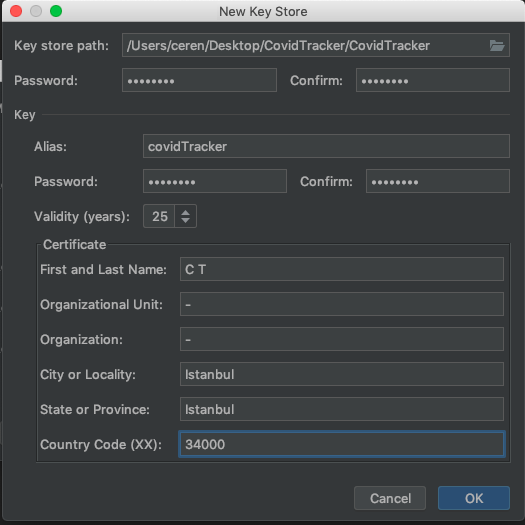 New Key Store
Key store path: /Users/ceren/Desktop/CovidTracker/CovidTracker
Password: •••••••• Confirm: ••••••••
Key
Alias: covidTracker
Password: •••••••• Confirm: ••••••••
Validity (years): 25
Certificate
First and Last Name: C T
Organizational Unit: -
Organization: -
City or Locality: Istanbul
State or Province: Istanbul
Country Code (XX): 34000
Cancel OK